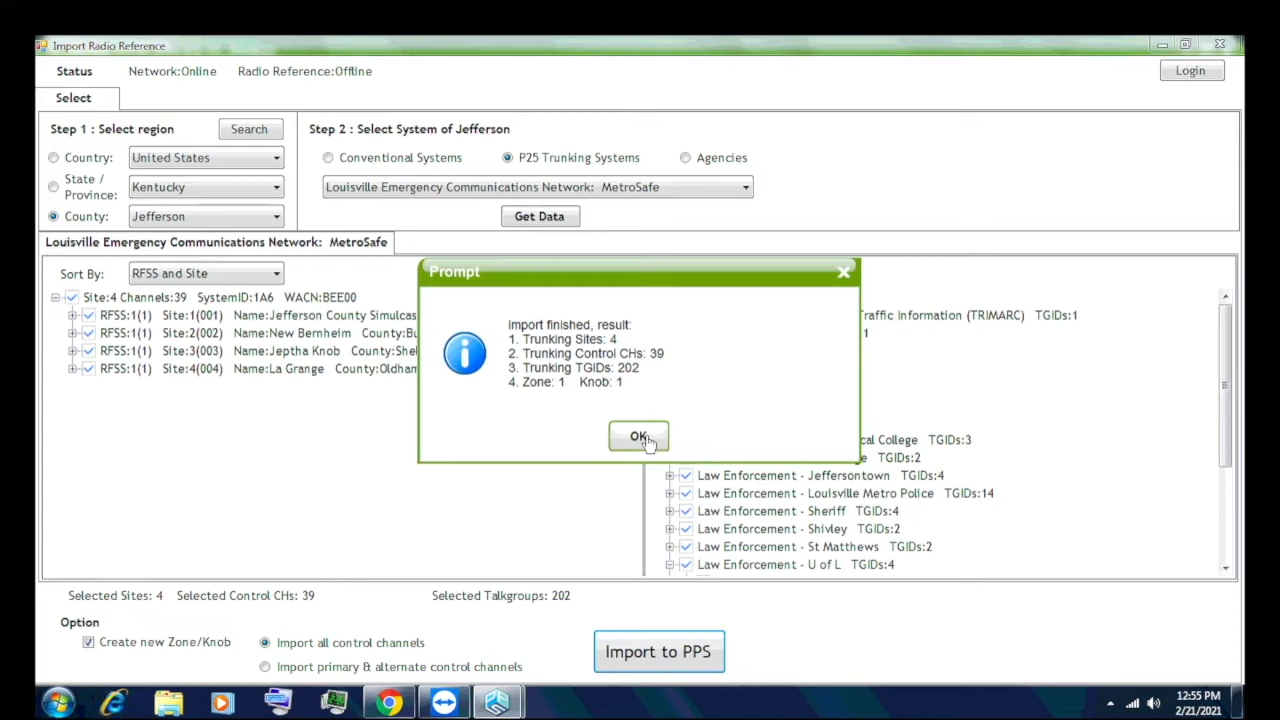 Import Radio Reference
Status Network:Online Radio Reference:Offline Login
Select
Step 1 : Select region Search Step 2 : Select System of Jefferson
Country: United States Conventional Systems P25 Trunking Systems Agencies
State /
Province: Kentucky Louisville Emergency Communications Network: MetroSafe
County: Jefferson Get Data
Louisville Emergency Communications Network: MetroSafe
Sort By: RFSS and Site
Site:4 Channels:39 SystemID:1A6 WACN:BEE00
RFSS:1(1) Site:1(001) Name:Jefferson County Simulcas
RFSS:1(1) Site:2(002) Name:New Bernheim County:Bu
RFSS:1(1) Site:3(003) Name:Jeptha Knob County:She
RFSS:1(1) Site:4(004) Name:La Grange County:Oldham
Prompt
Import finished, result:
1. Trunking Sites: 4
2. Trunking Control CHs: 39
3. Trunking TGIDs: 202
4. Zone: 1 Knob: 1
OK
raffic Information (TRIMARC) TGIDs:1
1
cal College TGIDs:3
e TGIDs:2
Law Enforcement - Jeffersontown TGIDs:4
Law Enforcement - Louisville Metro Police TGIDs:14
Law Enforcement - Sheriff TGIDs:4
Law Enforcement - Shivley TGIDs:2
Law Enforcement - St Matthews TGIDs:2
Law Enforcement - U of L TGIDs:4
Selected Sites: 4 Selected Control CHs: 39 Selected Talkgroups: 202
Option
Create new Zone/Knob Import all control channels
Import primary & alternate control channels
Import to PPS
12:55 PM
2/21/2021